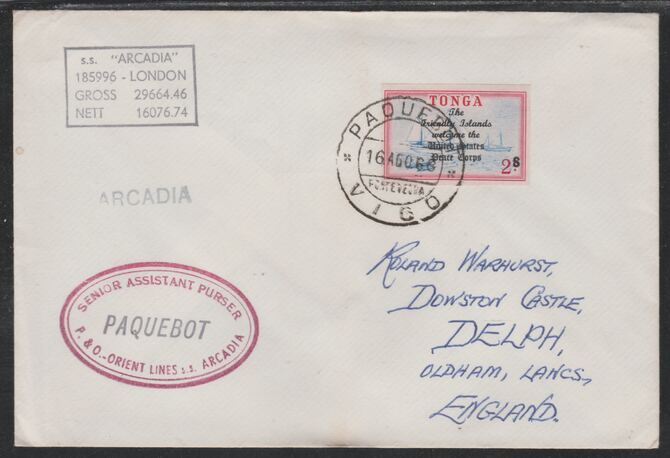 s.s. "ARCADIA"
185996 - LONDON
GROSS 29664.46
NETT 16076.74
ARCADIA
SENIOR ASSISTANT PURSER
PAQUEBOT
P. & O.-ORIENT LINES s.s. ARCADIA
TONGA
The
Friendly Islands
welcome the
United States
Peace Corps
2s
PAQUEBOT
16 AGO. 66
PONTEVEDRA
VIGO
ROLAND WARHURST,
DOWSTON CASTLE,
DELPH,
OLDHAM, LANCS.,
ENGLAND.